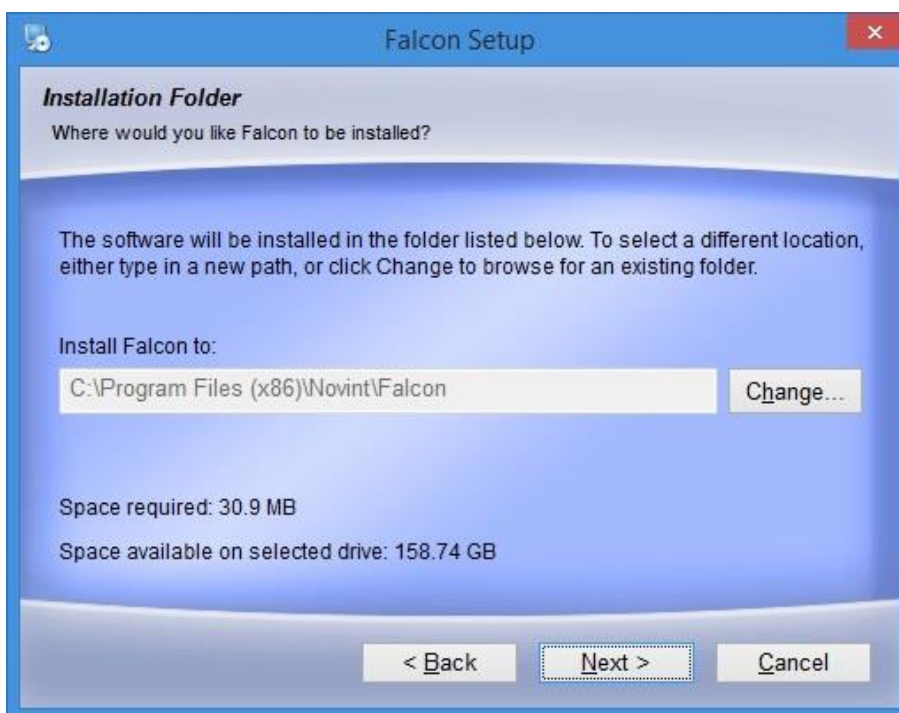 Falcon Setup
Installation Folder
Where would you like Falcon to be installed?
The software will be installed in the folder listed below. To select a different location,
either type in a new path, or click Change to browse for an existing folder.
Install Falcon to:
C:\Program Files (x86)\Novint\Falcon
Change...
Space required: 30.9 MB
Space available on selected drive: 158.74 GB
< Back
Next >
Cancel